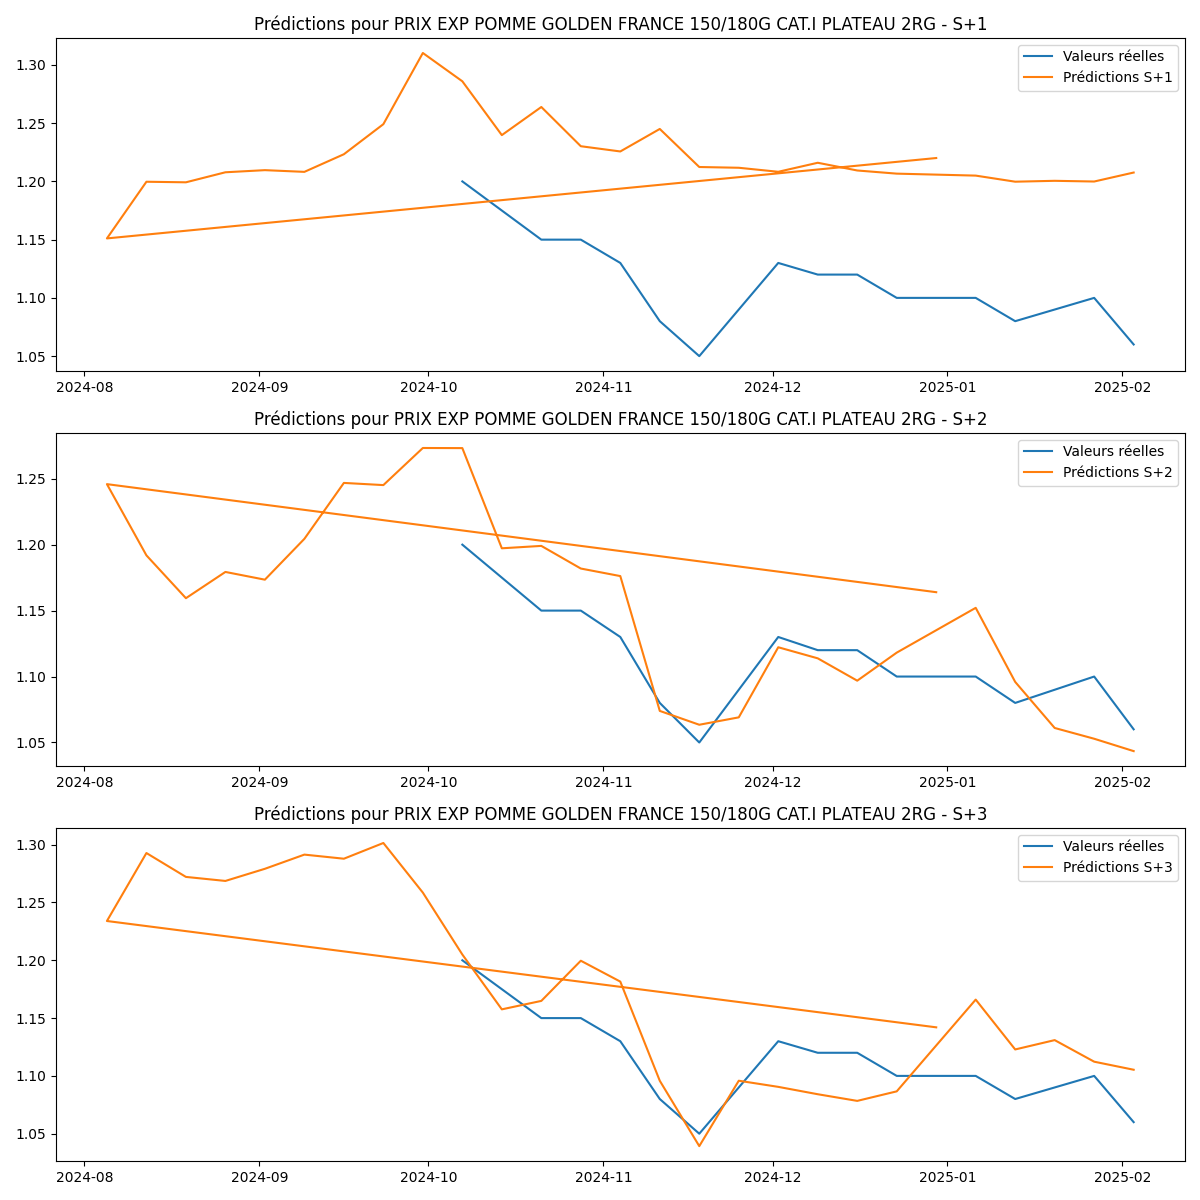 Prédictions pour PRIX EXP POMME GOLDEN FRANCE 150/180G CAT.I PLATEAU 2RG - S+1
Valeurs réelles
Prédictions S+1
1.30
1.25
1.20
1.15
1.10
1.05
2024-08 2024-09 2024-10 2024-11 2024-12 2025-01 2025-02
Prédictions pour PRIX EXP POMME GOLDEN FRANCE 150/180G CAT.I PLATEAU 2RG - S+2
Valeurs réelles
Prédictions S+2
1.25
1.20
1.15
1.10
1.05
2024-08 2024-09 2024-10 2024-11 2024-12 2025-01 2025-02
Prédictions pour PRIX EXP POMME GOLDEN FRANCE 150/180G CAT.I PLATEAU 2RG - S+3
Valeurs réelles
Prédictions S+3
1.30
1.25
1.20
1.15
1.10
1.05
2024-08 2024-09 2024-10 2024-11 2024-12 2025-01 2025-02